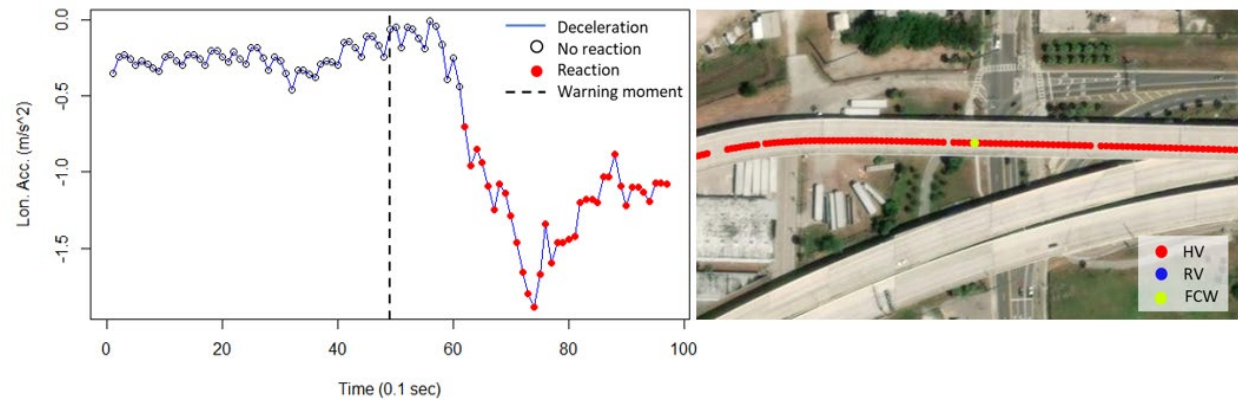 0.0
-0.5
-1.0
-1.5
Lon. Acc. (m/s^2)
Deceleration
No reaction
Reaction
Warning moment
0
20
40
60
80
100
Time (0.1 sec)
HV
RV
FCW